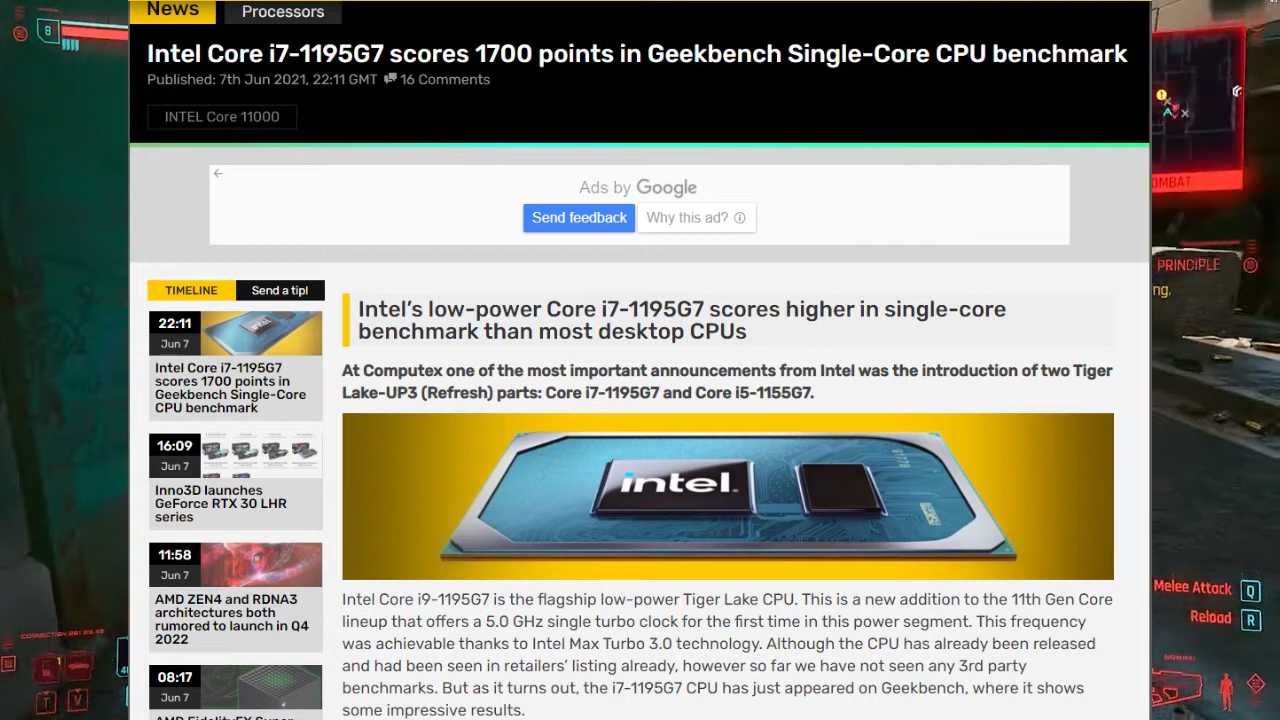 News
Processors
Intel Core i7-1195G7 scores 1700 points in Geekbench Single-Core CPU benchmark
Published: 7th Jun 2021, 22:11 GMT 16 Comments
INTEL Core 11000
Ads by Google
Send feedback
Why this ad?
TIMELINE
Send a tip!
22:11
Jun 7
Intel Core i7-1195G7
scores 1700 points in
Geekbench Single-Core
CPU benchmark
16:09
Jun 7
Inno3D launches
GeForce RTX 30 LHR
series
11:58
Jun 7
AMD ZEN4 and RDNA3
architectures both
rumored to launch in Q4
2022
08:17
Jun 7
AMD FidelityFX Super
Intel's low-power Core i7-1195G7 scores higher in single-core
benchmark than most desktop CPUs
At Computex one of the most important announcements from Intel was the introduction of two Tiger
Lake-UP3 (Refresh) parts: Core i7-1195G7 and Core i5-1155G7.
intel.
Intel Core i9-1195G7 is the flagship low-power Tiger Lake CPU. This is a new addition to the 11th Gen Core
lineup that offers a 5.0 GHz single turbo clock for the first time in this power segment. This frequency
was achievable thanks to Intel Max Turbo 3.0 technology. Although the CPU has already been released
and had been seen in retailers' listing already, however so far we have not seen any 3rd party
benchmarks. But as it turns out, the i7-1195G7 CPU has just appeared on Geekbench, where it shows
some impressive results.
8
OMBAT
PRINCIPLE
ng.
Melee Attack Q
Reload R
T
V